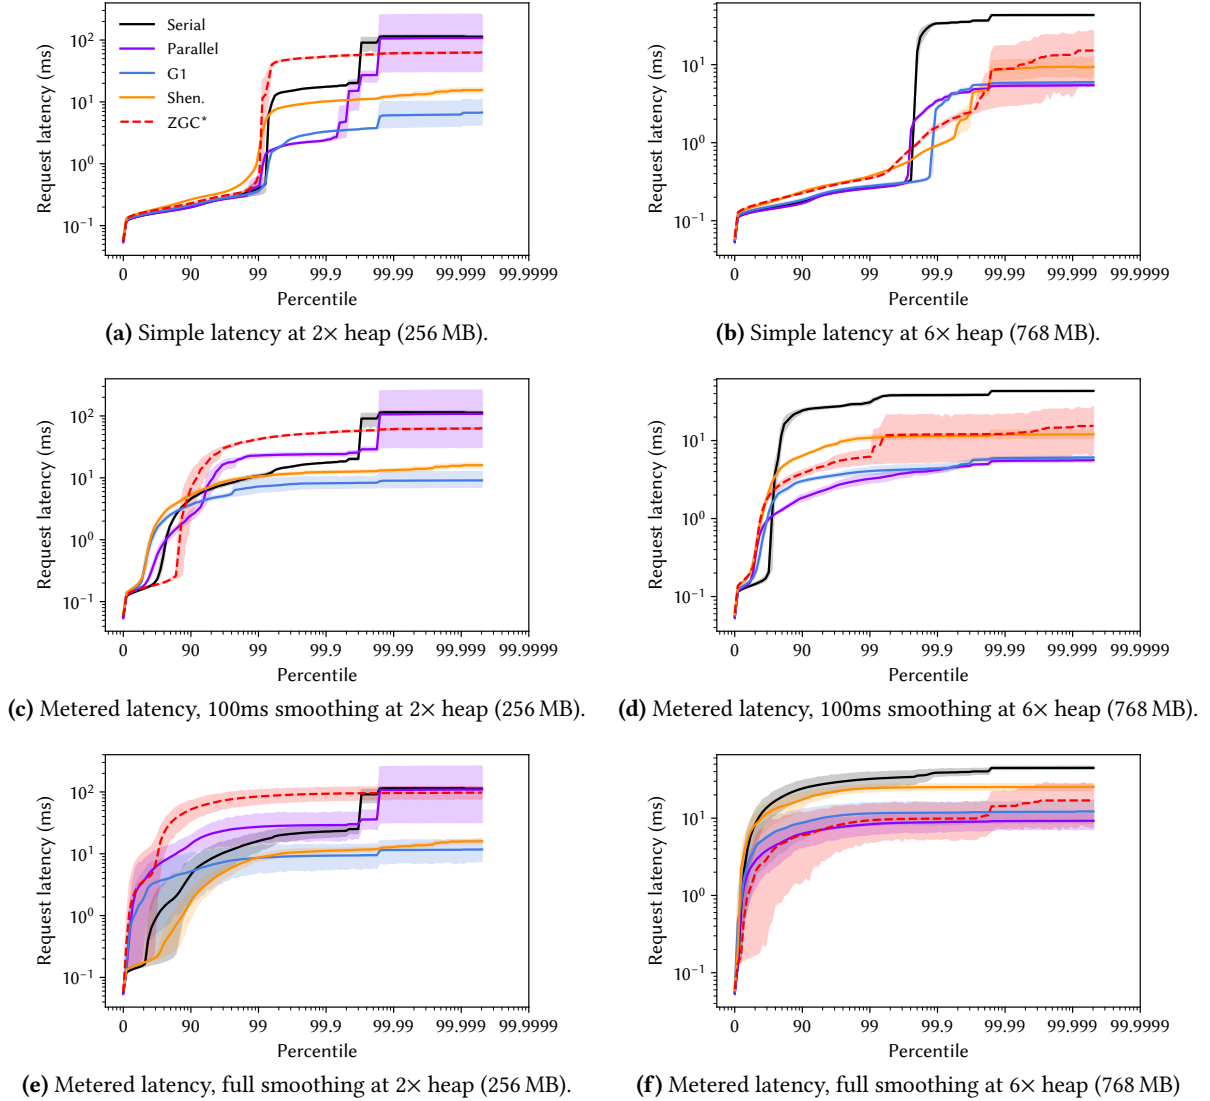 Request latency (ms)
10²
10¹
10⁰
10⁻¹
Serial
Parallel
G1
Shen.
ZGC*
0 90 99 99.9 99.99 99.999 99.9999
Percentile
(a) Simple latency at 2× heap (256 MB).
Request latency (ms)
10¹
10⁰
10⁻¹
0 90 99 99.9 99.99 99.999 99.9999
Percentile
(b) Simple latency at 6× heap (768 MB).
Request latency (ms)
10²
10¹
10⁰
10⁻¹
0 90 99 99.9 99.99 99.999 99.9999
Percentile
(c) Metered latency, 100ms smoothing at 2× heap (256 MB).
Request latency (ms)
10¹
10⁰
10⁻¹
0 90 99 99.9 99.99 99.999 99.9999
Percentile
(d) Metered latency, 100ms smoothing at 6× heap (768 MB).
Request latency (ms)
10²
10¹
10⁰
10⁻¹
0 90 99 99.9 99.99 99.999 99.9999
Percentile
(e) Metered latency, full smoothing at 2× heap (256 MB).
Request latency (ms)
10¹
10⁰
10⁻¹
0 90 99 99.9 99.99 99.999 99.9999
Percentile
(f) Metered latency, full smoothing at 6× heap (768 MB)